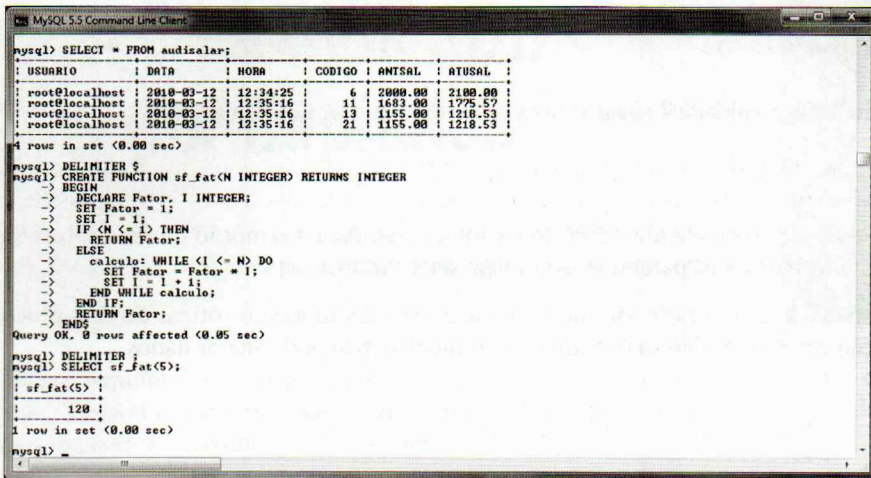 MySQL 5.5 Command Line Client
mysql> SELECT * FROM audisalar;
| USUARIO | DATA | HORA | CODIGO | ANTSAL | ATUSAL |
| root@localhost | 2010-03-12 | 12:34:25 | 6 | 2000.00 | 2100.00 |
| root@localhost | 2010-03-12 | 12:35:16 | 11 | 1683.00 | 1775.57 |
| root@localhost | 2010-03-12 | 12:35:16 | 13 | 1155.00 | 1218.53 |
| root@localhost | 2010-03-12 | 12:35:16 | 21 | 1155.00 | 1218.53 |
4 rows in set (0.00 sec)
mysql> DELIMITER $
mysql> CREATE FUNCTION sf_fat(N INTEGER) RETURNS INTEGER
-> BEGIN
-> DECLARE Fator, I INTEGER;
-> SET Fator = 1;
-> SET I = 1;
-> IF (N <= 1) THEN
-> RETURN Fator;
-> ELSE
-> calculo: WHILE (I <= N) DO
-> SET Fator = Fator * I;
-> SET I = I + 1;
-> END WHILE calculo;
-> END IF;
-> RETURN Fator;
-> END$
Query OK, 0 rows affected (0.05 sec)
mysql> DELIMITER ;
mysql> SELECT sf_fat(5);
| sf_fat(5) |
| 120 |
1 row in set (0.00 sec)
mysql> _